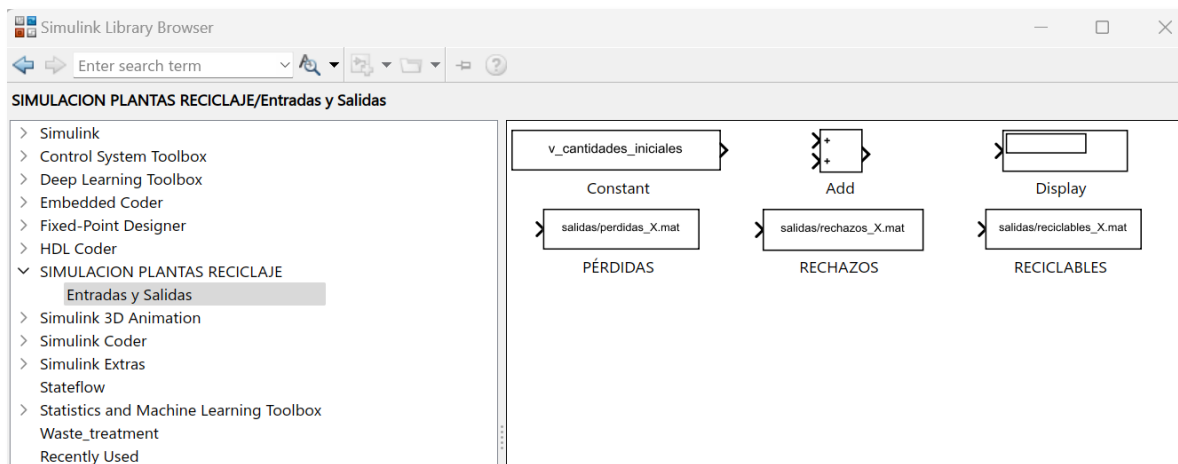 Simulink Library Browser
Enter search term
SIMULACION PLANTAS RECICLAJE/Entradas y Salidas
Simulink
Control System Toolbox
Deep Learning Toolbox
Embedded Coder
Fixed-Point Designer
HDL Coder
SIMULACION PLANTAS RECICLAJE
Entradas y Salidas
Simulink 3D Animation
Simulink Coder
Simulink Extras
Stateflow
Statistics and Machine Learning Toolbox
Waste_treatment
Recently Used
v_cantidades_iniciales
Constant
Add
Display
salidas/perdidas_X.mat
salidas/rechazos_X.mat
salidas/reciclables_X.mat
PÉRDIDAS
RECHAZOS
RECICLABLES